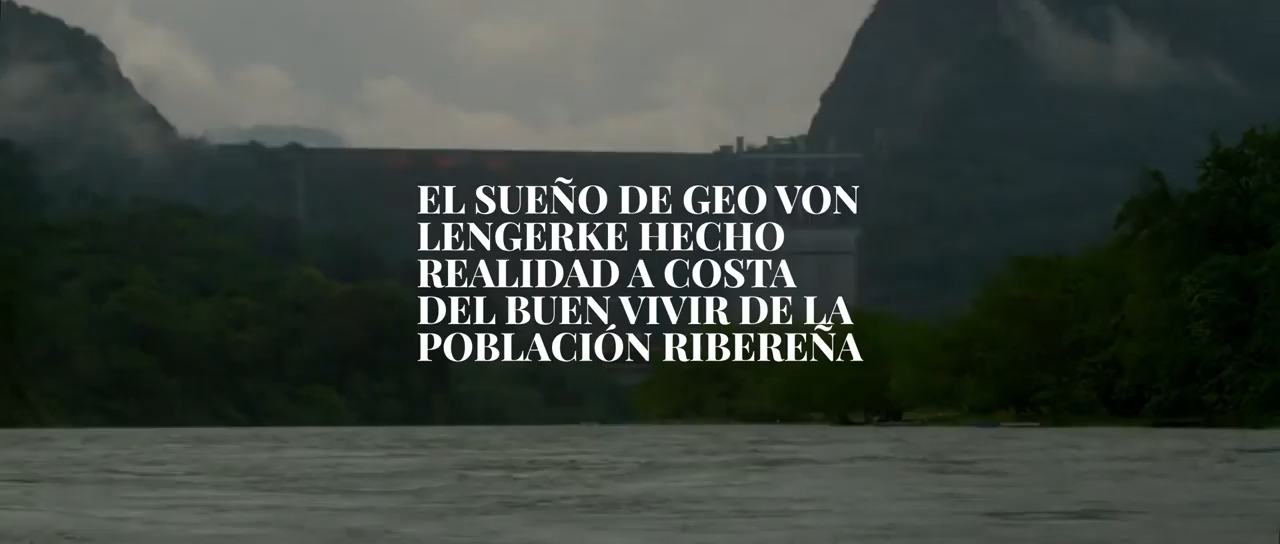 EL SUEÑO DE GEO VON
LENGERKE HECHO
REALIDAD A COSTA
DEL BUEN VIVIR DE LA
POBLACIÓN RIBEREÑA